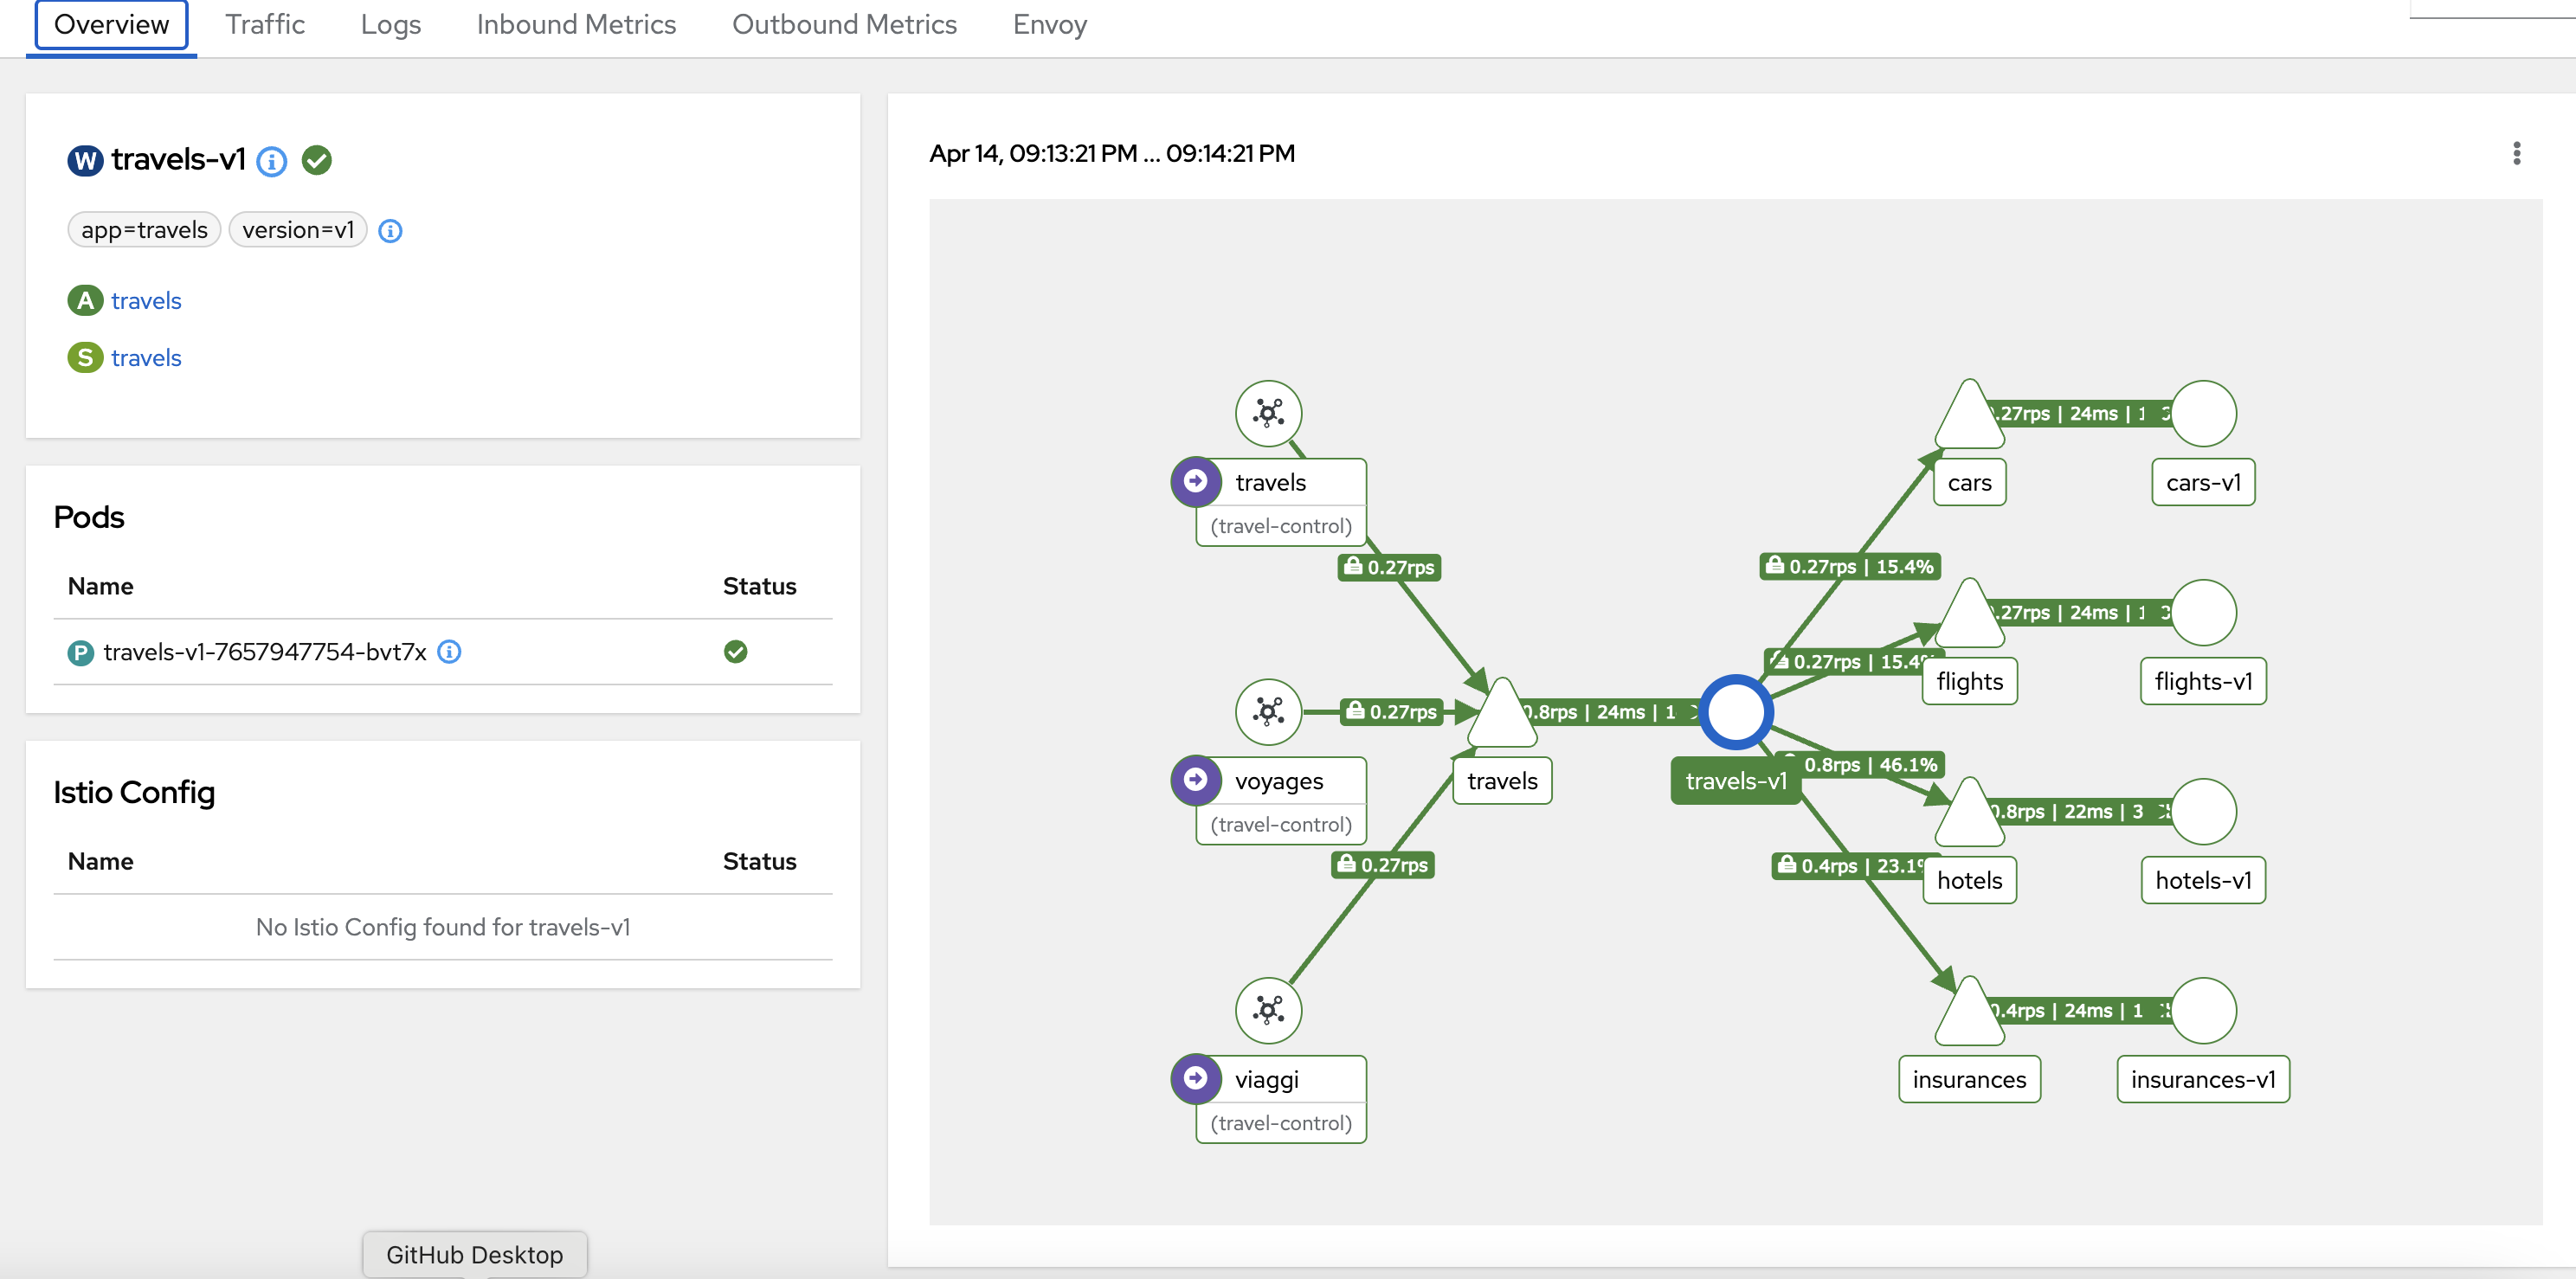 Overview Traffic Logs Inbound Metrics Outbound Metrics Envoy
W travels-v1
app=travels version=v1
A travels
S travels
Pods
Name Status
P travels-v1-7657947754-bvt7x
Istio Config
Name Status
No Istio Config found for travels-v1
GitHub Desktop
Apr 14, 09:13:21 PM ... 09:14:21 PM
travels
(travel-control)
0.27rps
voyages
(travel-control)
0.27rps
viaggi
(travel-control)
0.27rps
travels
0.8rps | 24ms | 1
travels-v1
0.27rps | 15.4%
0.27rps | 15.4%
0.8rps | 46.1%
0.4rps | 23.1%
cars
.27rps | 24ms | 1
cars-v1
flights
.27rps | 24ms | 1
flights-v1
hotels
0.8rps | 22ms | 3
hotels-v1
insurances
0.4rps | 24ms | 1
insurances-v1